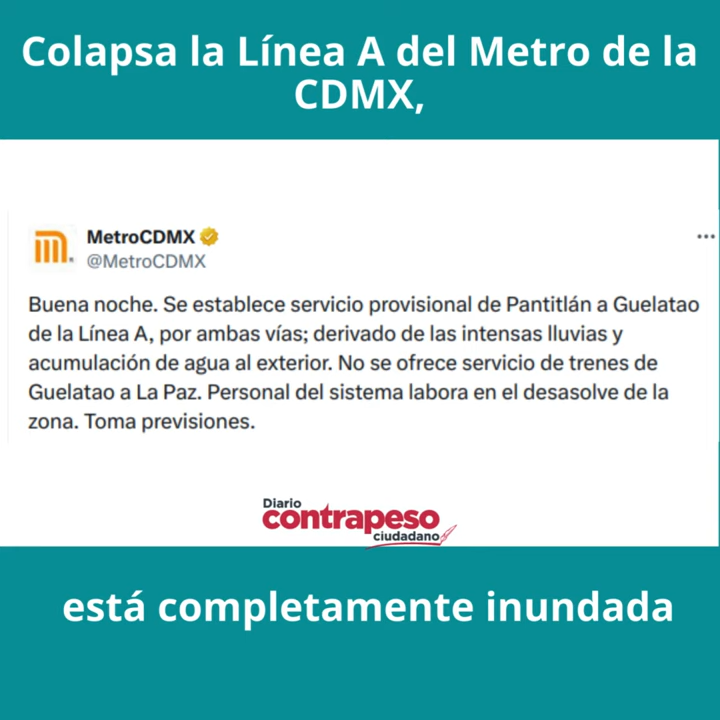 Colapsa la Línea A del Metro de la
CDMX,
MetroCDMX
@MetroCDMX
Buena noche. Se establece servicio provisional de Pantitlán a Guelatao
de la Línea A, por ambas vías; derivado de las intensas lluvias y
acumulación de agua al exterior. No se ofrece servicio de trenes de
Guelatao a La Paz. Personal del sistema labora en el desasolve de la
zona. Toma previsiones.
Diario
contrapeso
ciudadano
está completamente inundada